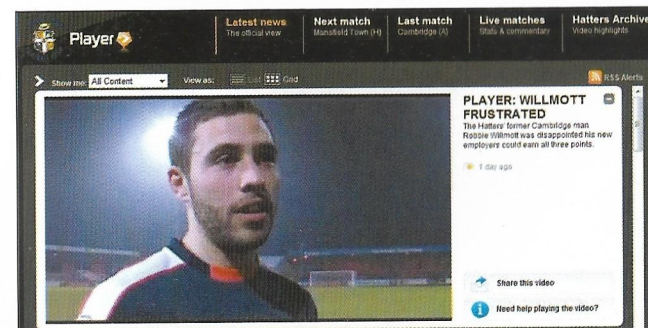 Player
Latest news
The official view
Next match
Mansfield Town (H)
Last match
Cambridge (A)
Live matches
Stats & commentary
Hatters Archive
Video highlights
Show me: All Content
View as: List Grid
RSS Alerts
PLAYER: WILLMOTT
FRUSTRATED
The Hatters' former Cambridge man
Robbie Willmott was disappointed his new
employers could earn all three points.
1 day ago
Share this video
Need help playing the video?